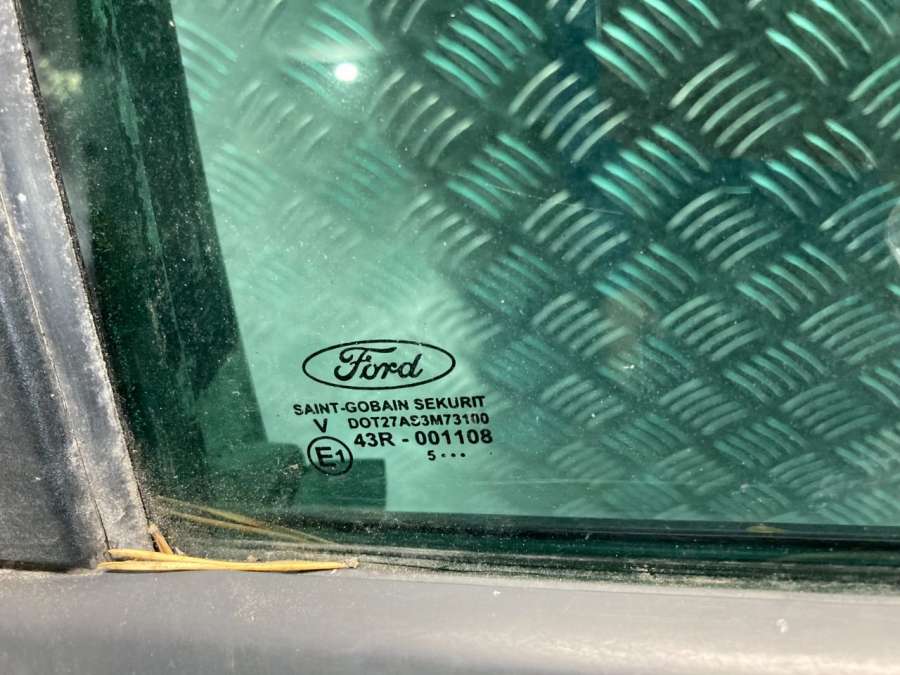 Ford
SAINT-GOBAIN SEKURIT
V DOT27AS3M73100
E1 43R - 001108
5 •••